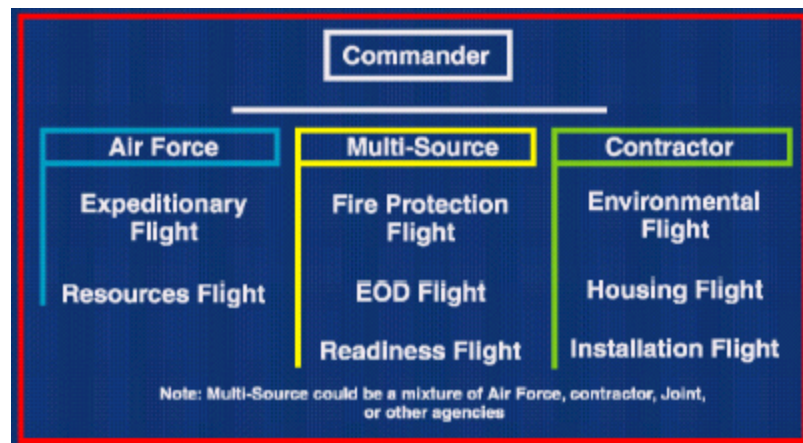 Commander
Air Force
Expeditionary
Flight
Resources Flight
Multi-Source
Fire Protection
Flight
EOD Flight
Readiness Flight
Contractor
Environmental
Flight
Housing Flight
Installation Flight
Note: Multi-Source could be a mixture of Air Force, contractor, Joint,
or other agencies